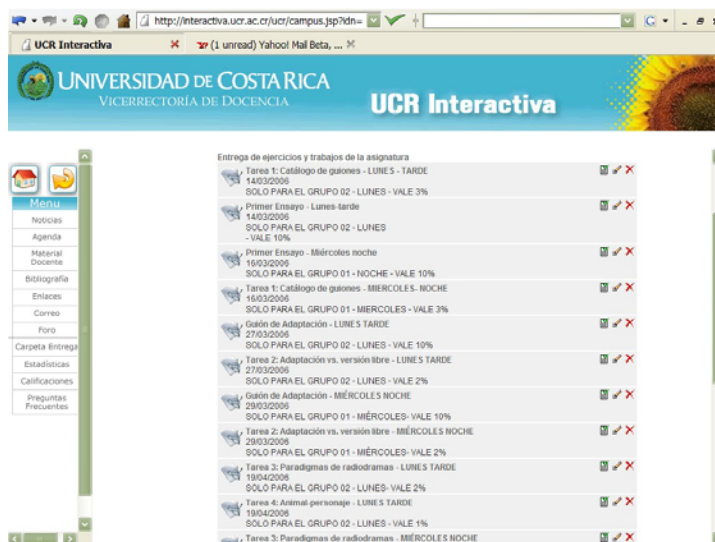 http://interactiva.ucr.ac.cr/ucr/campus.jsp?idn=
UCR Interactiva
(1 unread) Yahoo! Mail Beta, ...
UNIVERSIDAD DE COSTA RICA
VICERRECTORÍA DE DOCENCIA
UCR Interactiva
Menu
Noticias
Agenda
Material
Docente
Bibliografía
Enlaces
Correo
Foro
Carpeta Entrega
Estadísticas
Calificaciones
Preguntas
Frecuentes
Entrega de ejercicios y trabajos de la asignatura
Tarea 1: Catálogo de guiones - LUNES - TARDE
14/03/2006
SOLO PARA EL GRUPO 02 - LUNES - VALE 3%
Primer Ensayo - Lunes-tarde
14/03/2006
SOLO PARA EL GRUPO 02 - LUNES
- VALE 10%
Primer Ensayo - Miércoles noche
16/03/2006
SOLO PARA EL GRUPO 01 - NOCHE - VALE 10%
Tarea 1: Catálogo de guiones - MIERCOLES- NOCHE
16/03/2006
SOLO PARA EL GRUPO 01 - MIERCOLES - VALE 3%
Guión de Adaptación - LUNES TARDE
27/03/2006
SOLO PARA EL GRUPO 02 - LUNES - VALE 10%
Tarea 2: Adaptación vs. versión libre - LUNES TARDE
27/03/2006
SOLO PARA EL GRUPO 02 - LUNES - VALE 2%
Guión de Adaptación - MIÉRCOLES NOCHE
29/03/2006
SOLO PARA EL GRUPO 01 - MIÉRCOLES- VALE 10%
Tarea 2: Adaptación vs. versión libre - MIÉRCOLES NOCHE
29/03/2006
SOLO PARA EL GRUPO 01 - MIÉRCOLES- VALE 2%
Tarea 3: Paradigmas de radiodramas - LUNES TARDE
19/04/2006
SOLO PARA EL GRUPO 02 - LUNES- VALE 2%
Tarea 4: Animal-personaje - LUNES TARDE
19/04/2006
SOLO PARA EL GRUPO 02 - LUNES - VALE 1%
Tarea 3: Paradigmas de radiodramas - MIÉRCOLES NOCHE